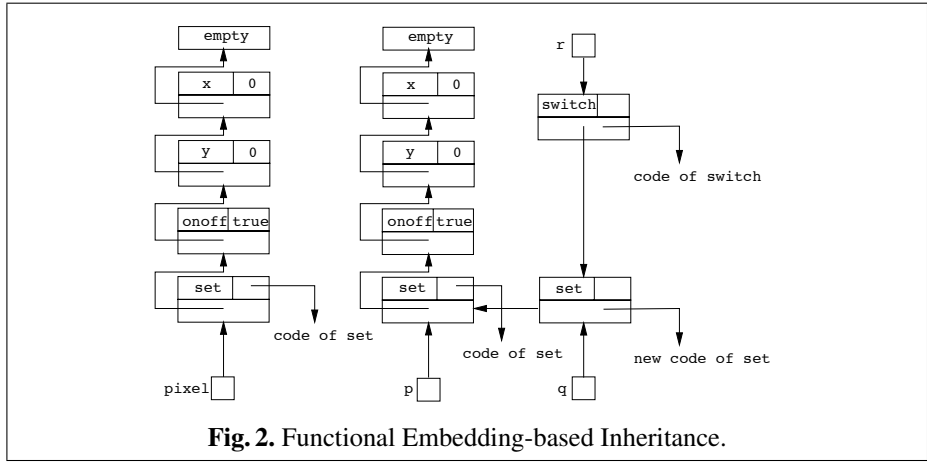 empty empty r
x 0 x 0
switch
y 0 y 0
code of switch
onoff true onoff true
set set set
code of set code of set new code of set
pixel p q
Fig. 2. Functional Embedding-based Inheritance.